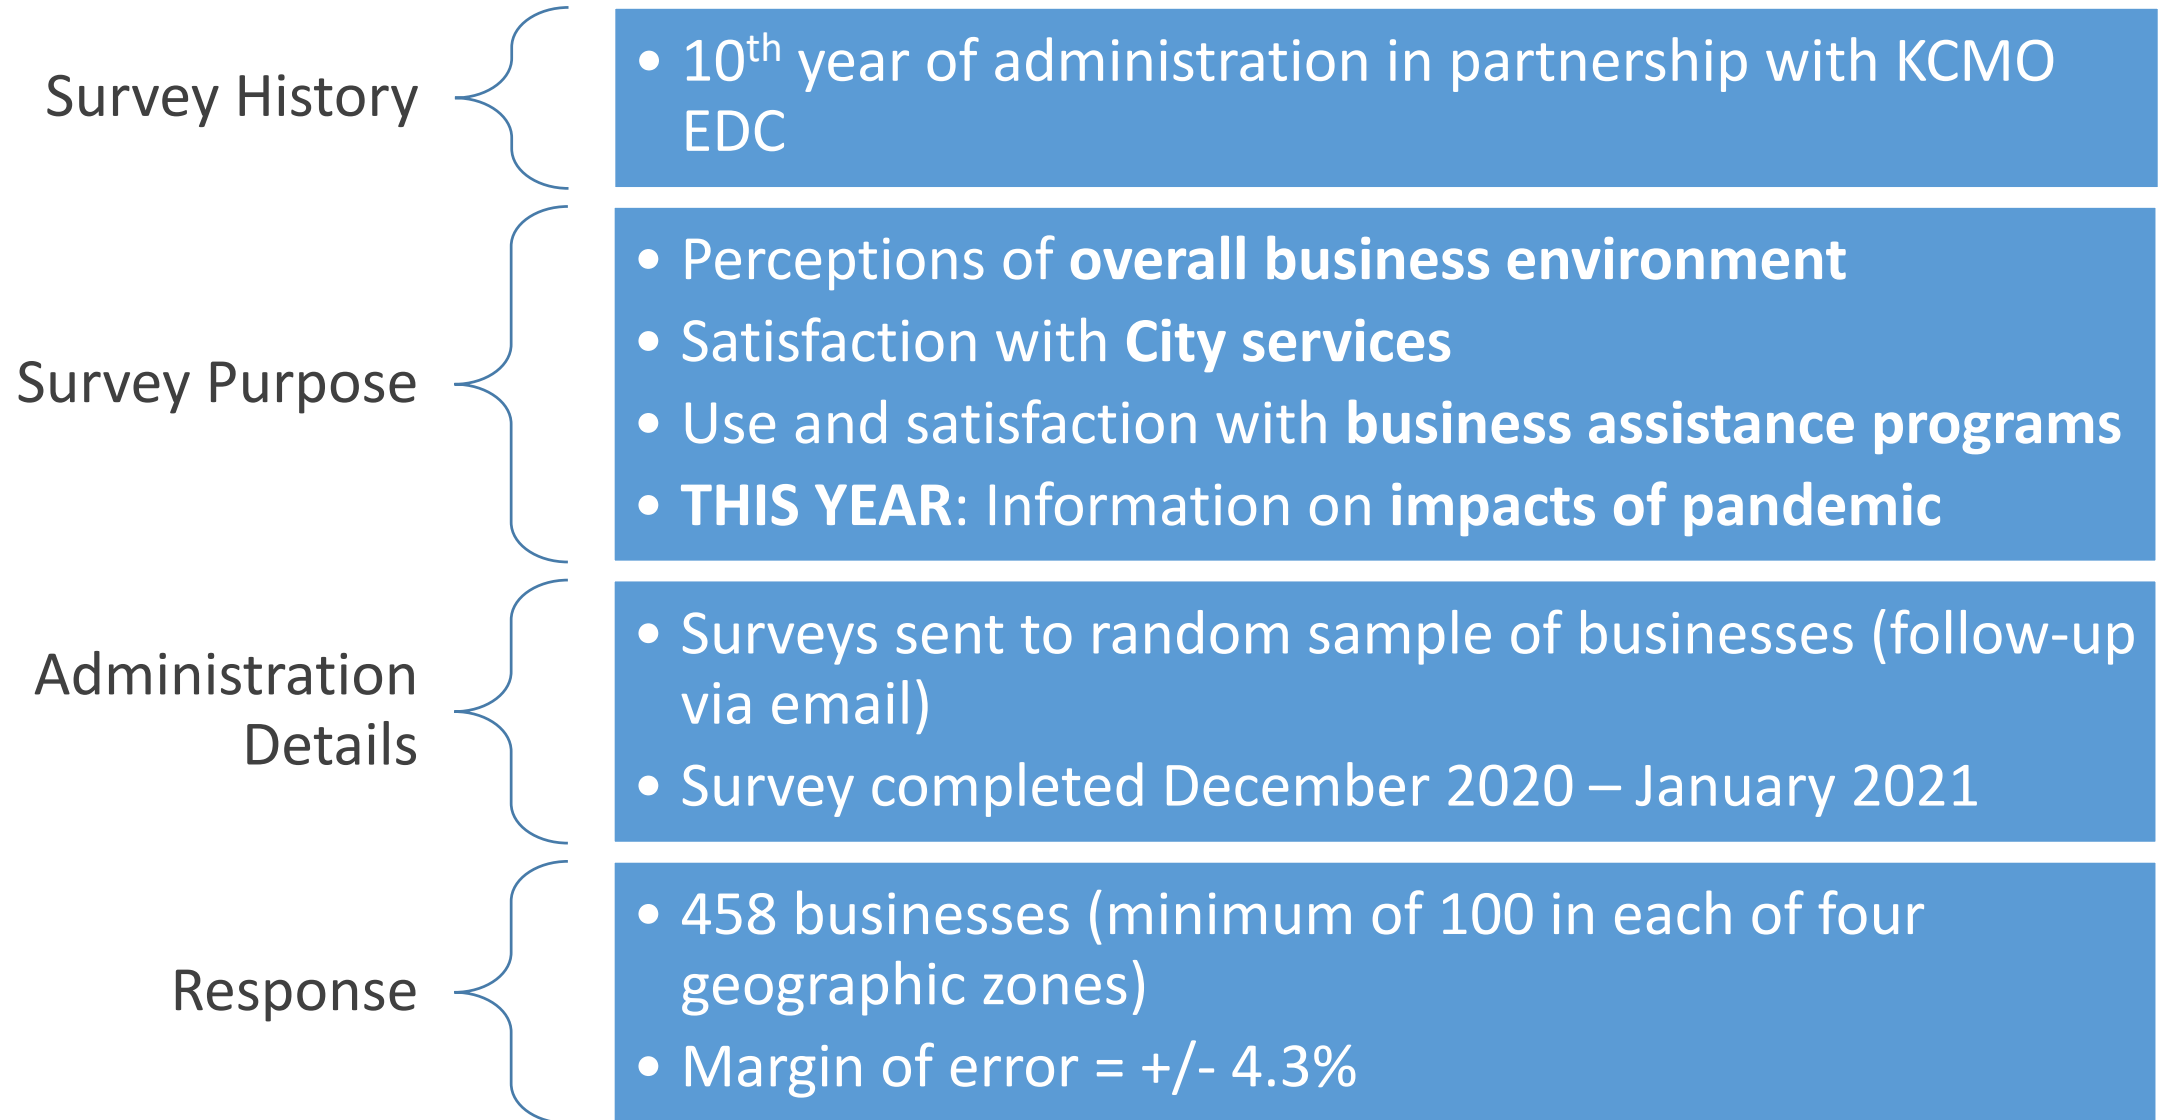 Survey History
• 10th year of administration in partnership with KCMO
EDC
Survey Purpose
• Perceptions of overall business environment
• Satisfaction with City services
• Use and satisfaction with business assistance programs
• THIS YEAR: Information on impacts of pandemic
Administration
Details
• Surveys sent to random sample of businesses (follow-up
via email)
• Survey completed December 2020 – January 2021
Response
• 458 businesses (minimum of 100 in each of four
geographic zones)
• Margin of error = +/- 4.3%